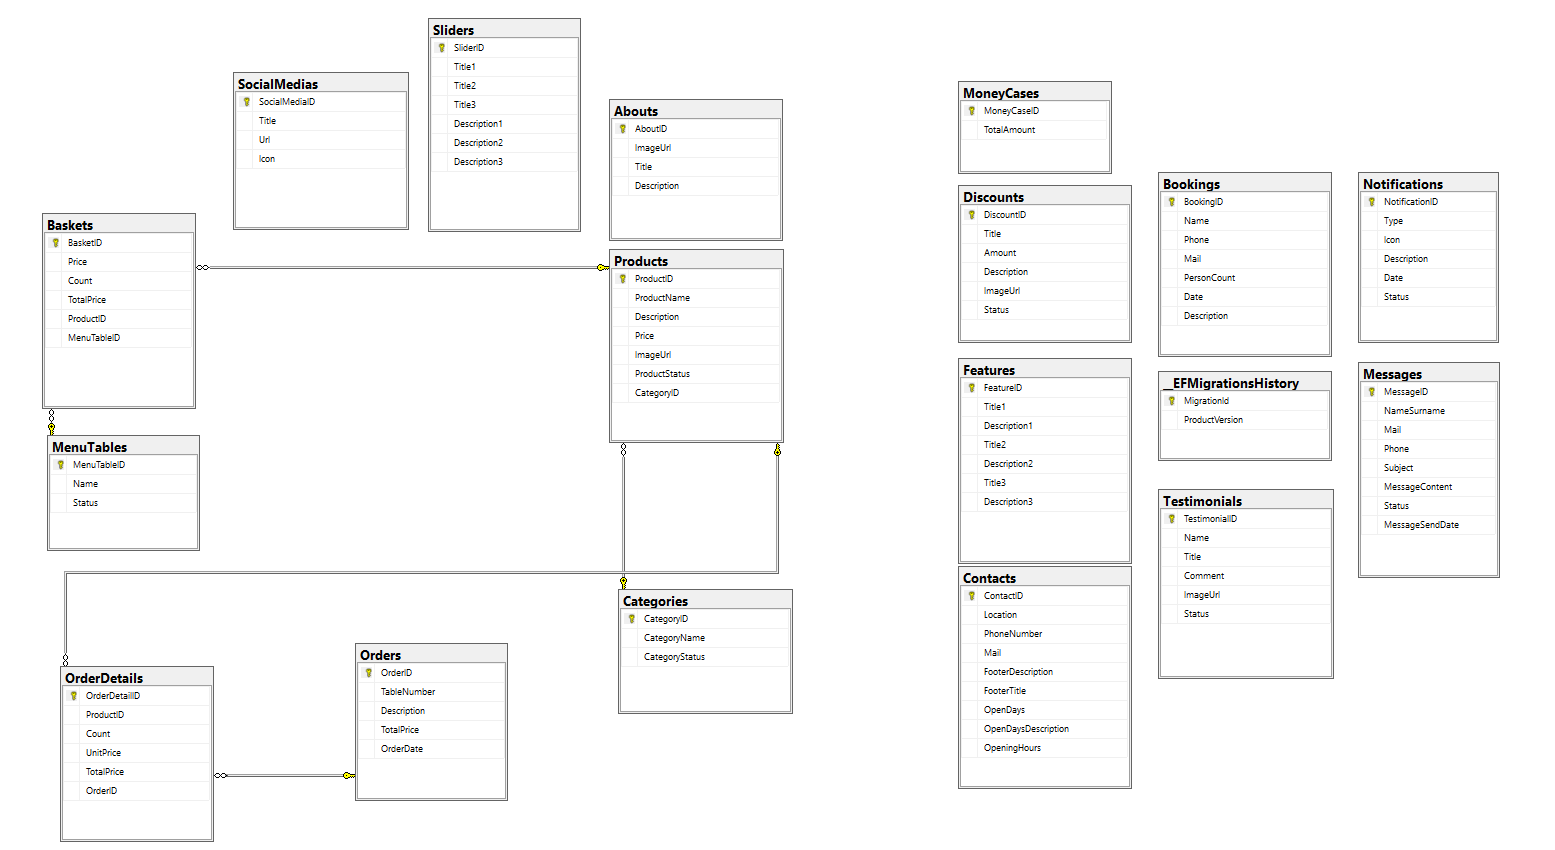 Sliders
SliderID
Title1
Title2
Title3
Description1
Description2
Description3
SocialMedias
SocialMediaID
Title
Url
Icon
Abouts
AboutID
ImageUrl
Title
Description
Baskets
BasketID
Price
Count
TotalPrice
ProductID
MenuTableID
Products
ProductID
ProductName
Description
Price
ImageUrl
ProductStatus
CategoryID
MenuTables
MenuTableID
Name
Status
Categories
CategoryID
CategoryName
CategoryStatus
Orders
OrderID
TableNumber
Description
TotalPrice
OrderDate
OrderDetails
OrderDetailID
ProductID
Count
UnitPrice
TotalPrice
OrderID
MoneyCases
MoneyCaseID
TotalAmount
Discounts
DiscountID
Title
Amount
Description
ImageUrl
Status
Bookings
BookingID
Name
Phone
Mail
PersonCount
Date
Description
Notifications
NotificationID
Type
Icon
Description
Date
Status
Features
FeatureID
Title1
Description1
Title2
Description2
Title3
Description3
__EFMigrationsHistory
MigrationId
ProductVersion
Messages
MessageID
NameSurname
Mail
Phone
Subject
MessageContent
Status
MessageSendDate
Testimonials
TestimonialID
Name
Title
Comment
ImageUrl
Status
Contacts
ContactID
Location
PhoneNumber
Mail
FooterDescription
FooterTitle
OpenDays
OpenDaysDescription
OpeningHours